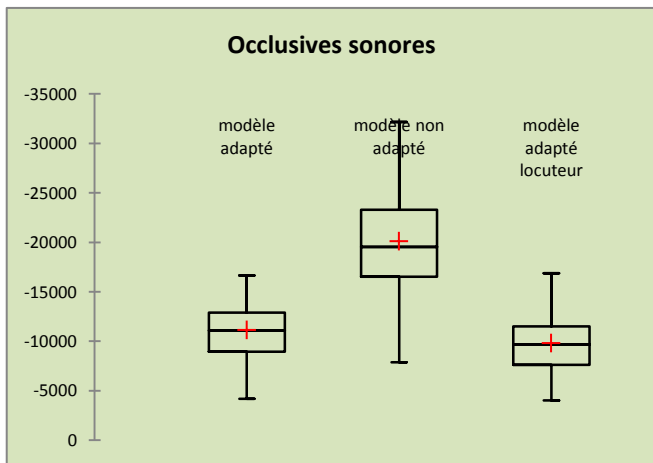 Occlusives sonores
-35000
-30000
-25000
-20000
-15000
-10000
-5000
0
modèle
adapté
modèle non
adapté
modèle
adapté
locuteur